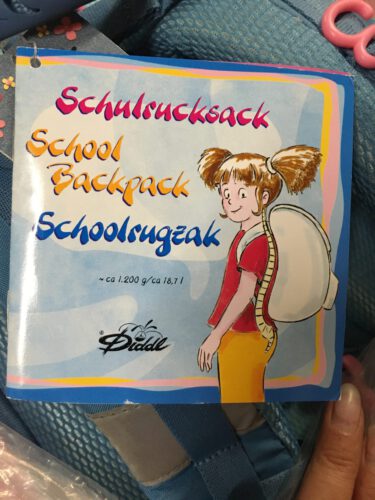 Schulrucksack
School
Backpack
Schoolrugzak
~ ca 1.200 g/ca 18,7 l
® Diddl